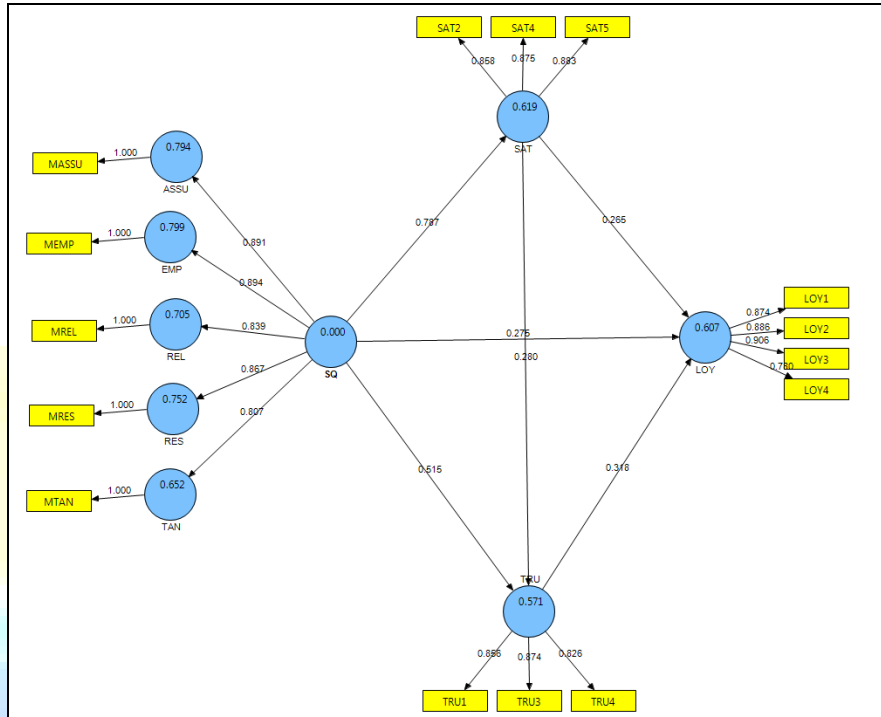 SAT2
SAT4
SAT5
0.858
0.875
0.883
0.619
SAT
MASSU
1.000
0.794
ASSU
MEMP
1.000
0.799
EMP
MREL
1.000
0.705
REL
MRES
1.000
0.752
RES
MTAN
1.000
0.652
TAN
0.891
0.894
0.839
0.867
0.807
0.000
SQ
0.787
0.265
0.275
0.280
0.515
0.318
0.607
LOY
0.874
0.886
0.906
LOY1
LOY2
LOY3
LOY4
TRU
0.571
0.874
0.826
TRU1
TRU3
TRU4